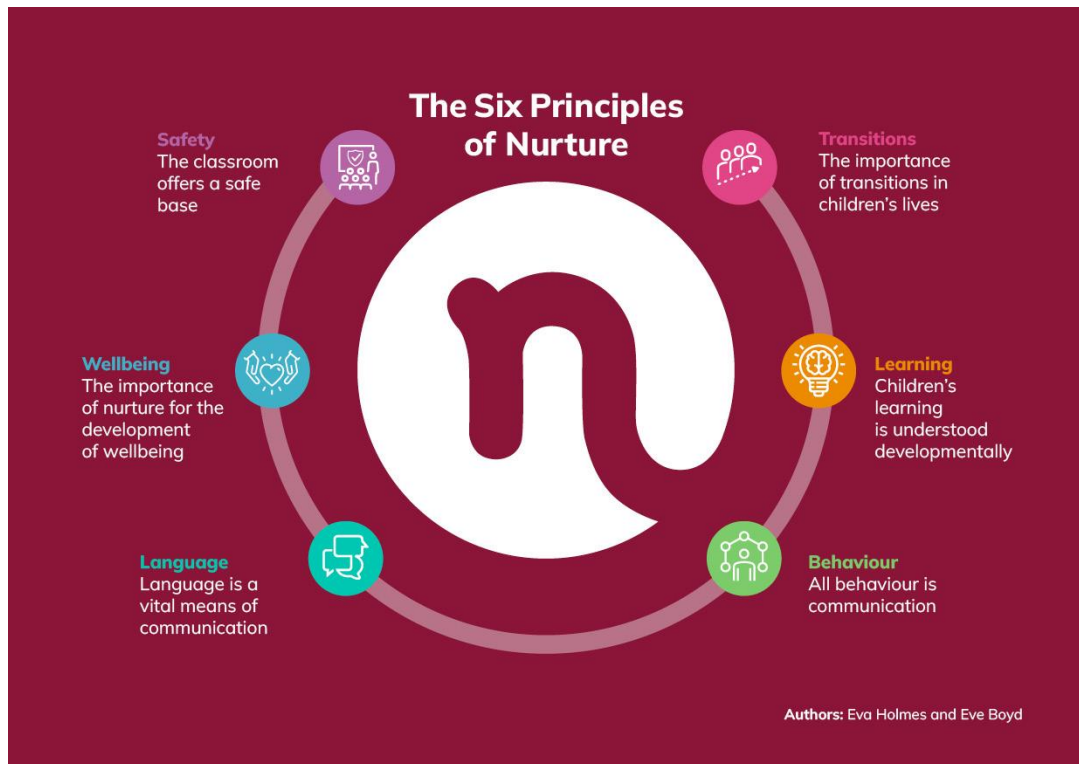 The Six Principles
of Nurture
Safety
The classroom
offers a safe
base
Transitions
The importance
of transitions in
children's lives
Wellbeing
The importance
of nurture for the
development
of wellbeing
n
Learning
Children's
learning
is understood
developmentally
Language
Language is a
vital means of
communication
Behaviour
All behaviour is
communication
Authors: Eva Holmes and Eve Boyd